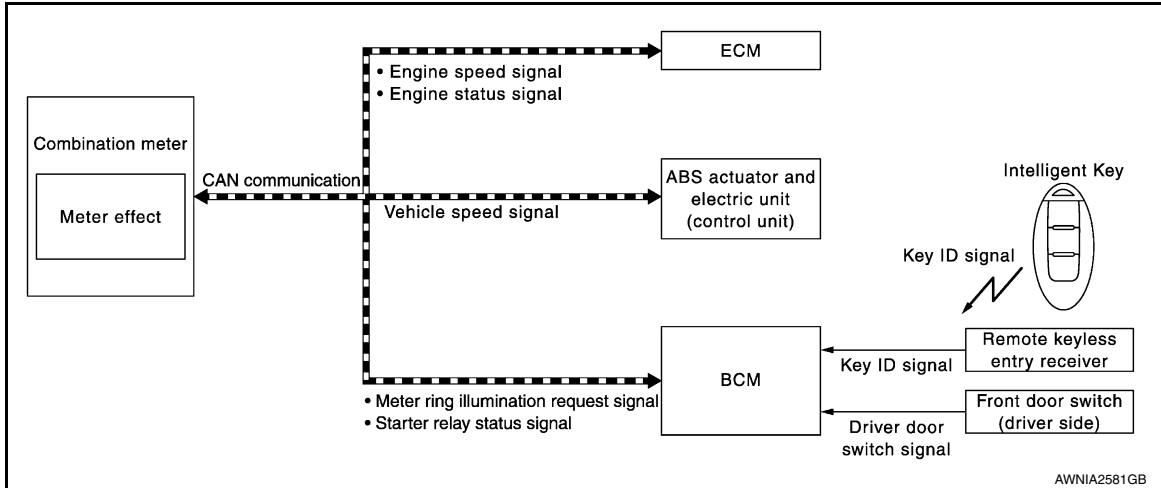 ECM
• Engine speed signal
• Engine status signal
Combination meter
Meter effect
CAN communication
Vehicle speed signal
ABS actuator and
electric unit
(control unit)
Intelligent Key
Key ID signal
BCM
Remote keyless
entry receiver
Key ID signal
Front door switch
(driver side)
Driver door
switch signal
• Meter ring illumination request signal
• Starter relay status signal
AWNIA2581GB